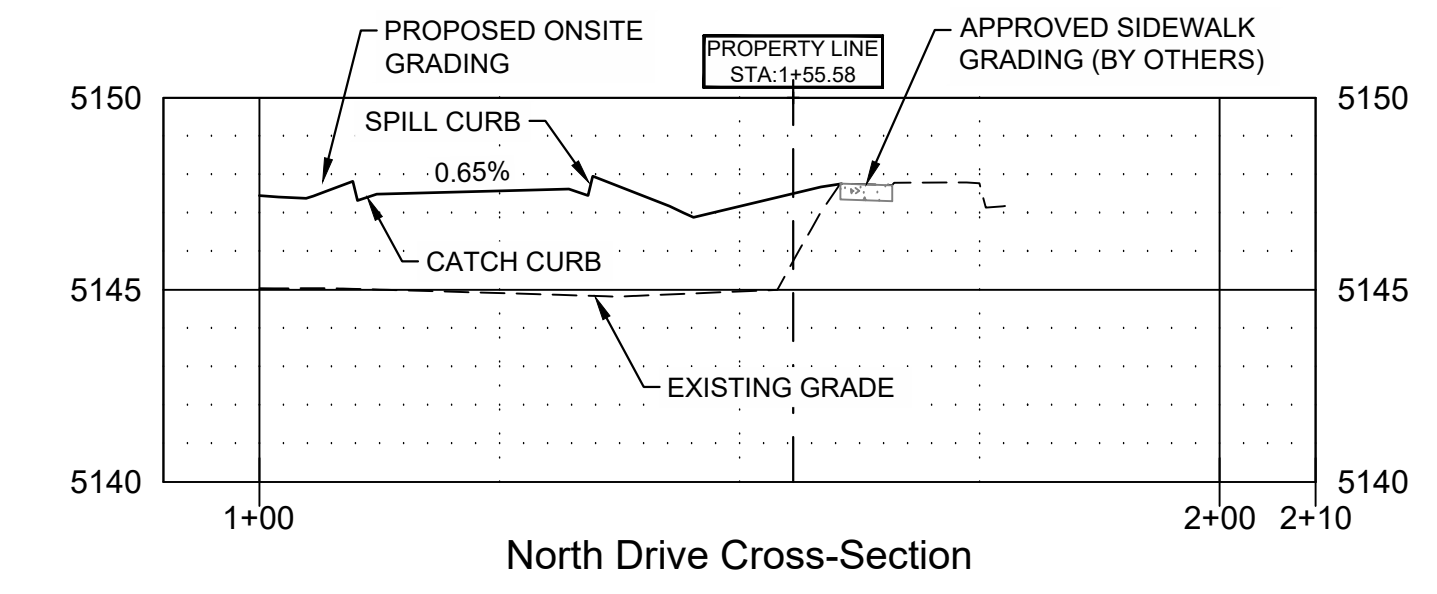 PROPOSED ONSITE
GRADING
PROPERTY LINE
STA:1+55.58
APPROVED SIDEWALK
GRADING (BY OTHERS)
5150
5150
SPILL CURB
0.65%
CATCH CURB
5145
5145
EXISTING GRADE
5140
5140
1+00
2+00
2+10
North Drive Cross-Section